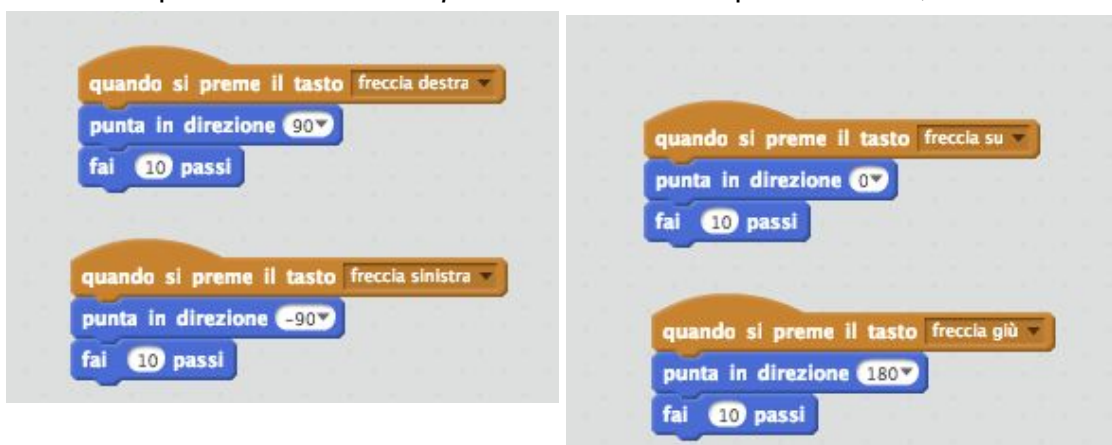 quando si preme il tasto freccia destra
punta in direzione 90
fai 10 passi
quando si preme il tasto freccia sinistra
punta in direzione -90
fai 10 passi
quando si preme il tasto freccia su
punta in direzione 0
fai 10 passi
quando si preme il tasto freccia giù
punta in direzione 180
fai 10 passi